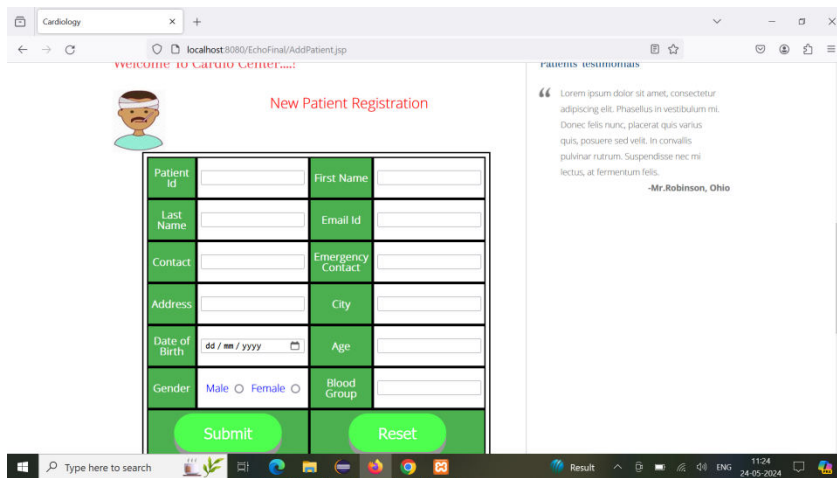 Cardiology
localhost:8080/EchoFinal/AddPatient.jsp
Welcome To Cardio Center....!
Patients testimonials
New Patient Registration
Lorem ipsum dolor sit amet, consectetur
adipiscing elit. Phasellus in vestibulum mi.
Donec felis nunc, placerat quis varius
quis, posuere sed velit. In convallis
pulvinar rutrum. Suspendisse nec mi
lectus, at fermentum felis.
-Mr.Robinson, Ohio
Patient
Id
First Name
Last
Name
Email Id
Contact
Emergency
Contact
Address
City
Date of
Birth
dd / mm / yyyy
Age
Gender
Male
Female
Blood
Group
Submit
Reset
Type here to search
Result
ENG
11:24
24-05-2024